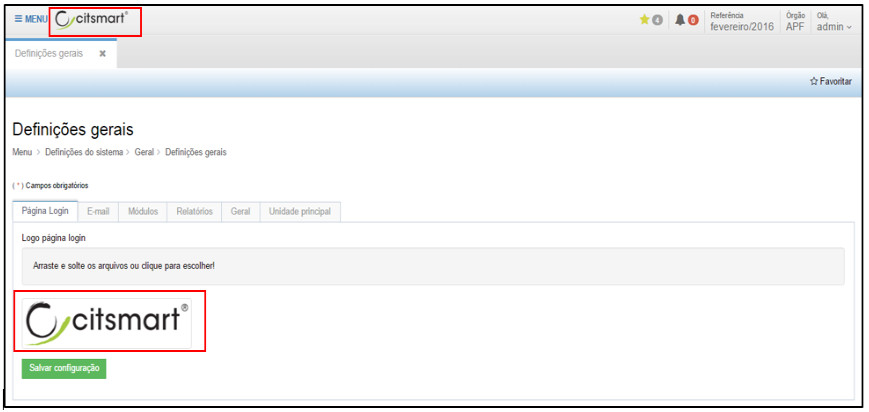 ≡ MENU citsmart® 4 0 Referência Órgão Olá,
fevereiro/2016 APF admin
Definições gerais ✖
☆ Favoritar
Definições gerais
Menu > Definições do sistema > Geral > Definições gerais
( * ) Campos obrigatórios
Página Login E-mail Módulos Relatórios Geral Unidade principal
Logo página login
Arraste e solte os arquivos ou clique para escolher!
citsmart®
Salvar configuração